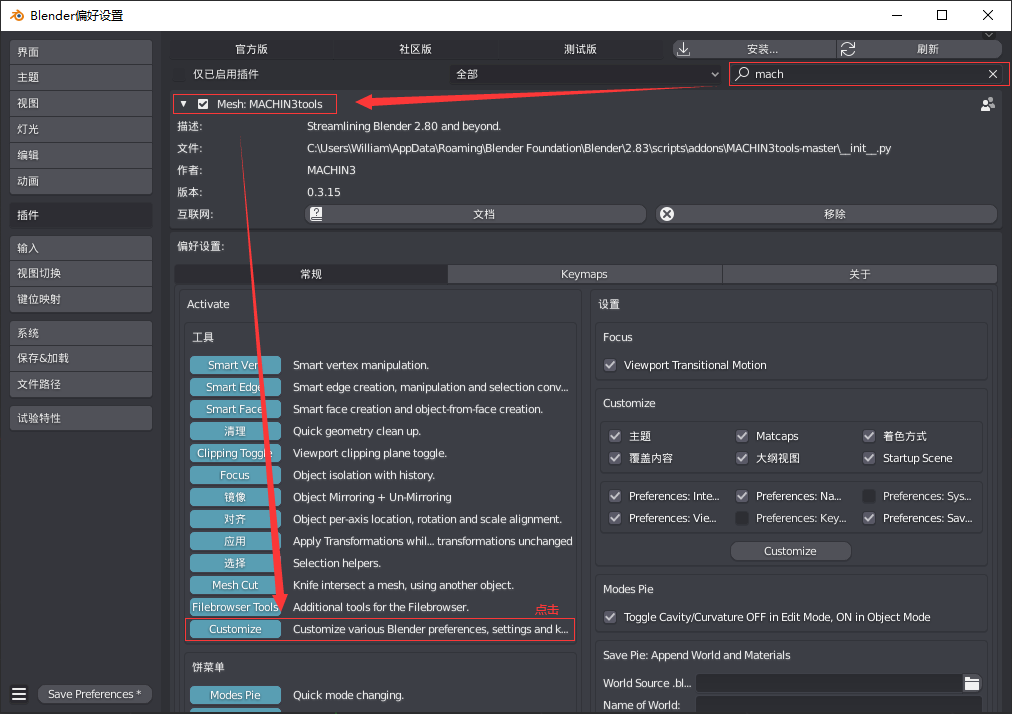 Blender偏好设置
界面
主题
视图
灯光
编辑
动画
插件
输入
视图切换
键位映射
系统
保存&加载
文件路径
试验特性
Save Preferences *
官方版 社区版 测试版 安装... 刷新
仅已启用插件 全部 mach
Mesh: MACHIN3tools
描述: Streamlining Blender 2.80 and beyond.
文件: C:\Users\William\AppData\Roaming\Blender Foundation\Blender\2.83\scripts\addons\MACHIN3tools-master\__init__.py
作者: MACHIN3
版本: 0.3.15
互联网: 文档 移除
偏好设置:
常规 Keymaps 关于
Activate
工具
Smart Ver Smart vertex manipulation.
Smart Edge Smart edge creation, manipulation and selection conv...
Smart Face Smart face creation and object-from-face creation.
清理 Quick geometry clean up.
Clipping Toggle Viewport clipping plane toggle.
Focus Object isolation with history.
镜像 Object Mirroring + Un-Mirroring
对齐 Object per-axis location, rotation and scale alignment.
应用 Apply Transformations whil... transformations unchanged
选择 Selection helpers.
Mesh Cut Knife intersect a mesh, using another object.
Filebrowser Tools Additional tools for the Filebrowser.
点击
Customize Customize various Blender preferences, settings and k...
饼菜单
Modes Pie Quick mode changing.
设置
Focus
Viewport Transitional Motion
Customize
主题 Matcaps 着色方式
覆盖内容 大纲视图 Startup Scene
Preferences: Inte... Preferences: Na... Preferences: Sys...
Preferences: Vie... Preferences: Key... Preferences: Sav...
Customize
Modes Pie
Toggle Cavity/Curvature OFF in Edit Mode, ON in Object Mode
Save Pie: Append World and Materials
World Source .bl...
Name of World: